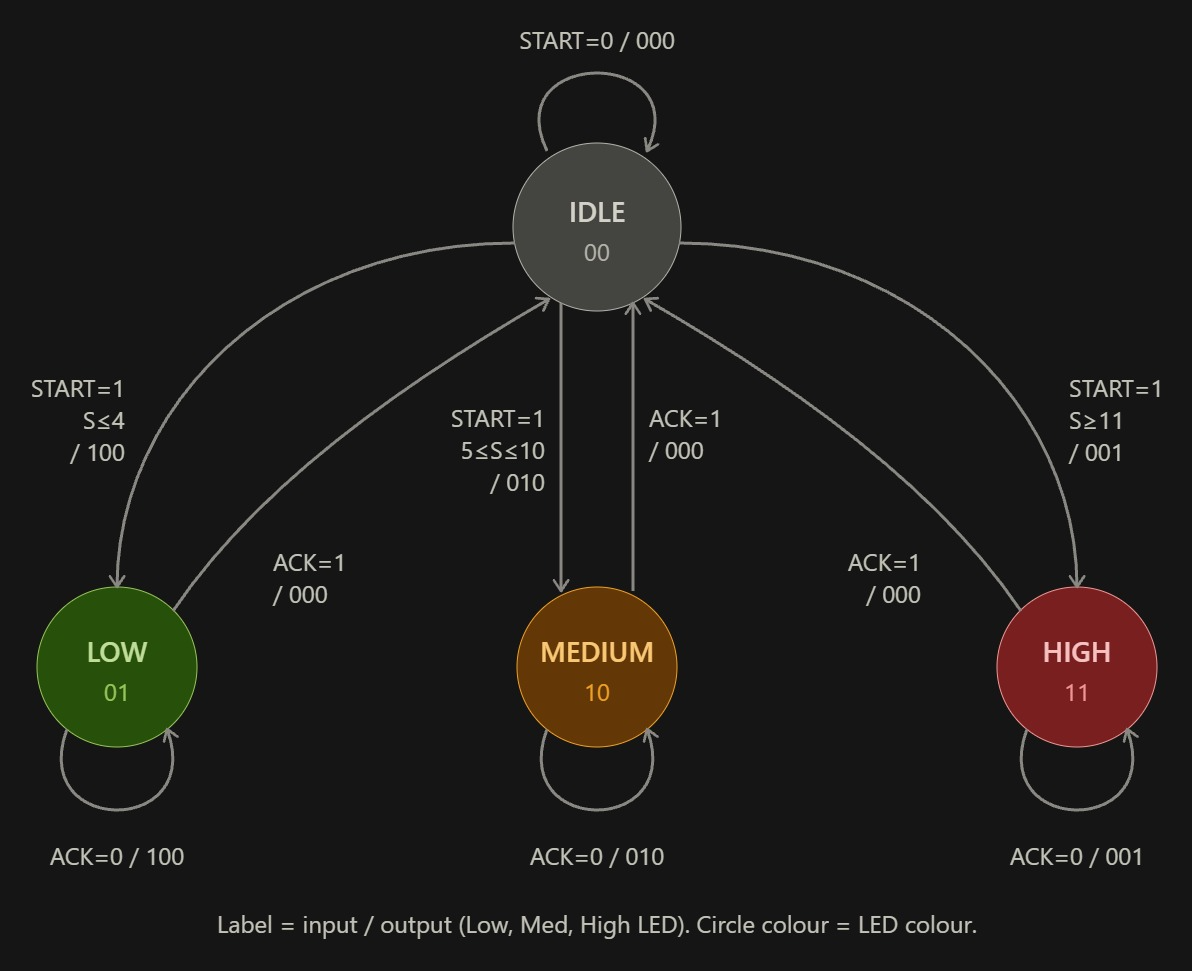 START=0 / 000
IDLE
00
START=1
S≤4
/ 100
START=1
5≤S≤10
/ 010
ACK=1
/ 000
START=1
S≥11
/ 001
ACK=1
/ 000
ACK=1
/ 000
LOW
01
MEDIUM
10
HIGH
11
ACK=0 / 100
ACK=0 / 010
ACK=0 / 001
Label = input / output (Low, Med, High LED). Circle colour = LED colour.